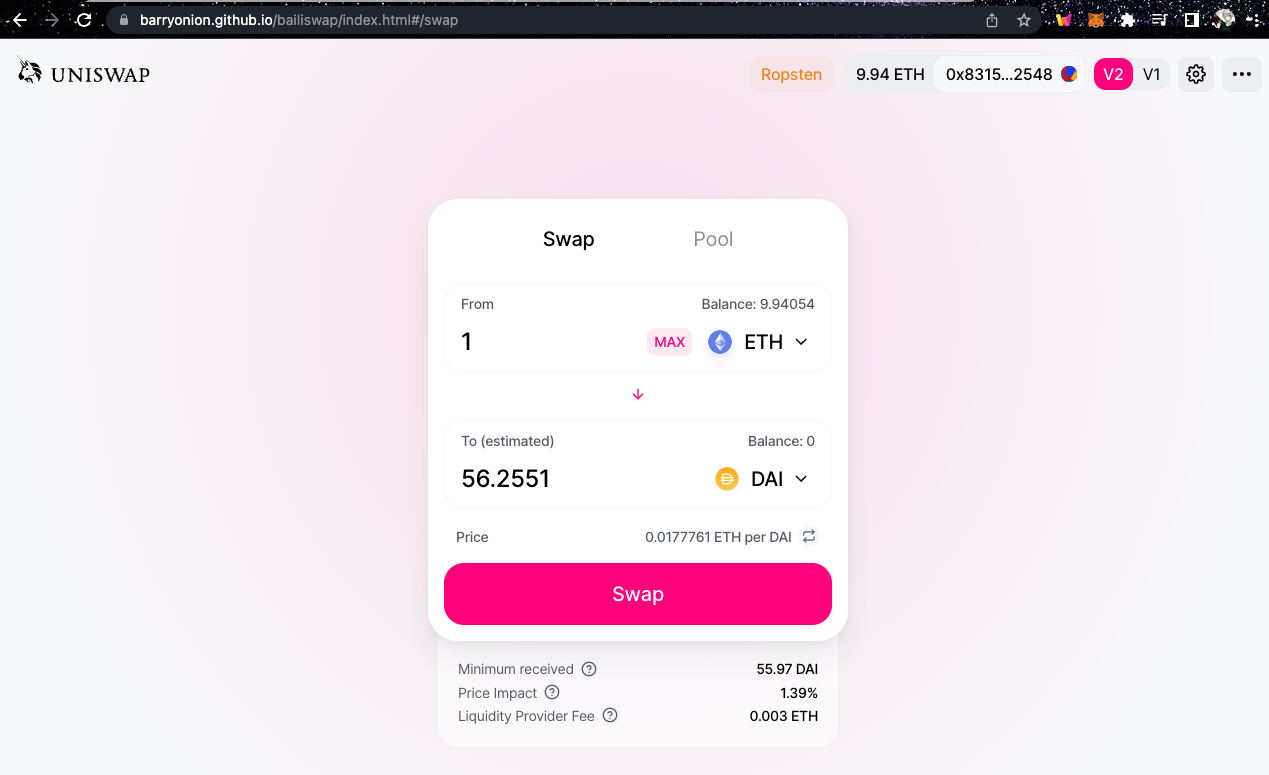 barryonion.github.io/bailiswap/index.html#/swap
UNISWAP
Ropsten 9.94 ETH 0x8315...2548 V2 V1
Swap Pool
From Balance: 9.94054
1 MAX ETH
To (estimated) Balance: 0
56.2551 DAI
Price 0.0177761 ETH per DAI
Swap
Minimum received ? 55.97 DAI
Price Impact ? 1.39%
Liquidity Provider Fee ? 0.003 ETH